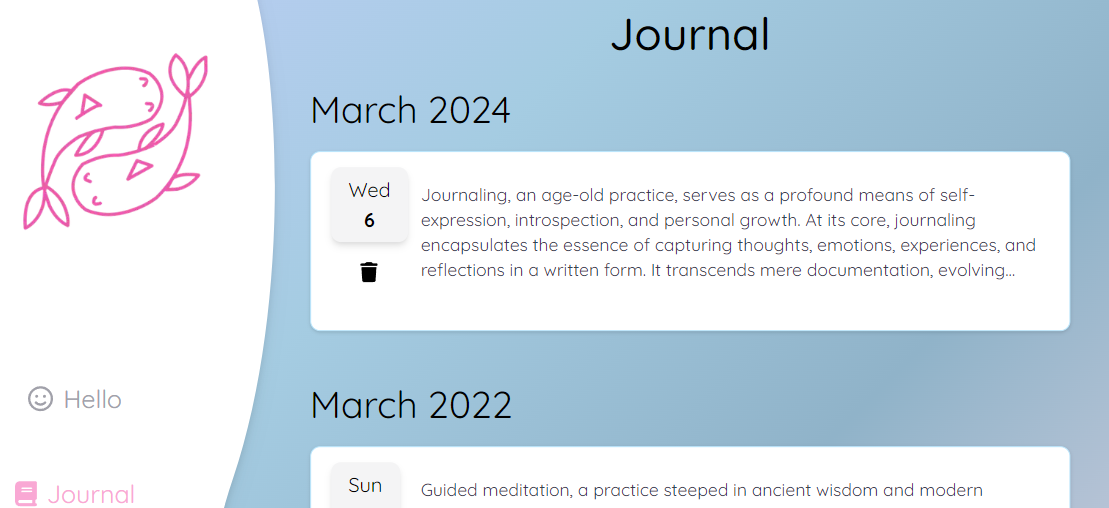 Journal
March 2024
Wed
6
Journaling, an age-old practice, serves as a profound means of self-
expression, introspection, and personal growth. At its core, journaling
encapsulates the essence of capturing thoughts, emotions, experiences, and
reflections in a written form. It transcends mere documentation, evolving...
Hello
March 2022
Journal
Sun
Guided meditation, a practice steeped in ancient wisdom and modern